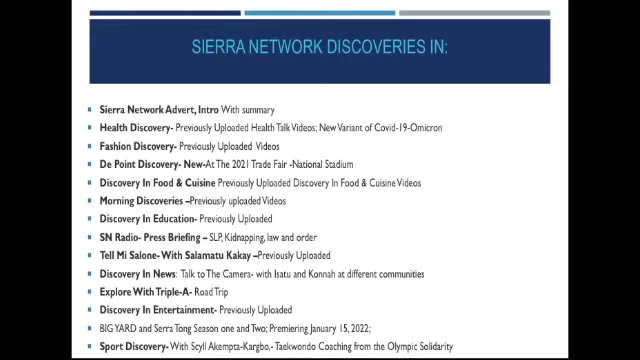 SIERRA NETWORK DISCOVERIES IN:
Sierra Network Advert, Intro With summary
Health Discovery- Previously Uploaded Health Talk Videos; New Variant of Covid-19-Omicron
Fashion Discovery- Previously Uploaded Videos
De Point Discovery- New-At The 2021 Trade Fair -National Stadium
Discovery In Food & Cuisine Previously Uploaded Discovery In Food & Cuisine Videos
Morning Discoveries –Previously uploaded Videos
Discovery In Education- Previously Uploaded
SN Radio- Press Briefing – SLP, Kidnapping, law and order
Tell Mi Salone- With Salamatu Kakay –Previously Uploaded
Discovery In News: Talk to The Camera- with Isatu and Konnah at different communities
Explore With Triple-A- Road Trip
Discovery In Entertainment- Previously Uploaded
BIG YARD and Serra Tong Season one and Two; Premiering January 15, 2022;
Sport Discovery- With Scyll Akempta-Kargbo,- Taekwondo Coaching from the Olympic Solidarity